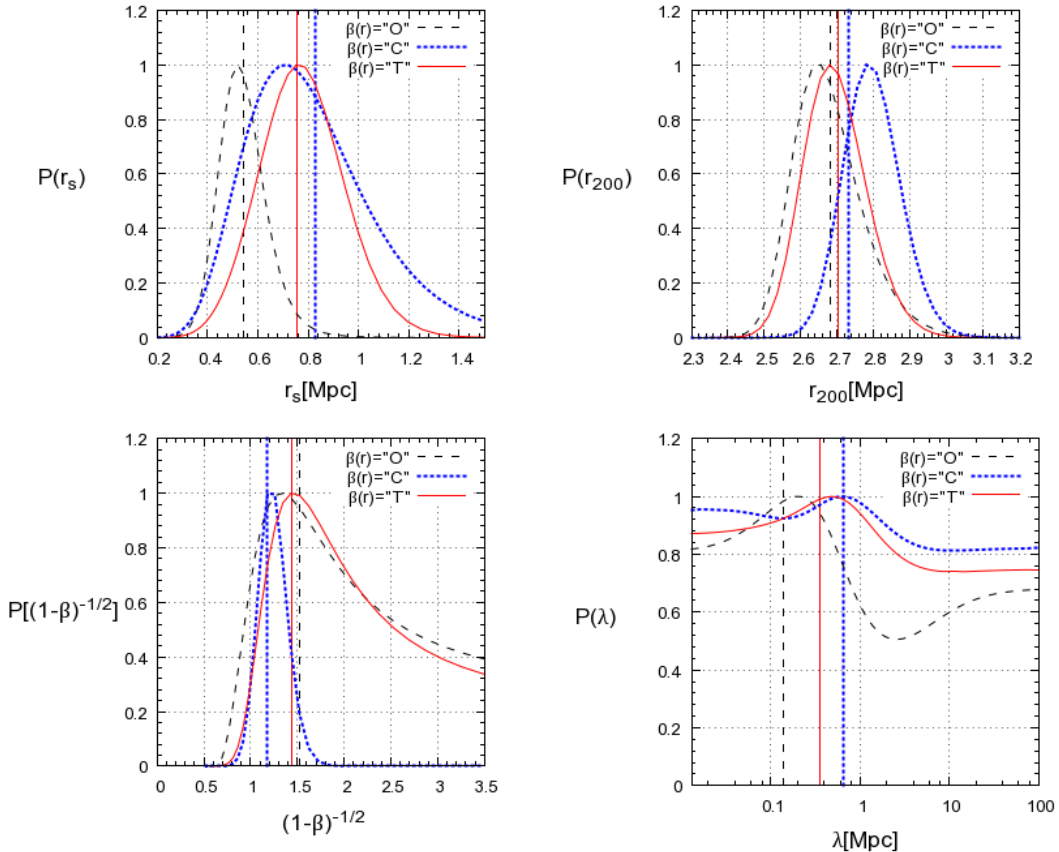 β(r)="O"
β(r)="C"
β(r)="T"
1.2
1
0.8
0.6
0.4
0.2
0
P(r_s)
0.2 0.4 0.6 0.8 1 1.2 1.4
r_s[Mpc]
β(r)="O"
β(r)="C"
β(r)="T"
1.2
1
0.8
0.6
0.4
0.2
0
P(r_200)
2.3 2.4 2.5 2.6 2.7 2.8 2.9 3 3.1 3.2
r_200[Mpc]
β(r)="O"
β(r)="C"
β(r)="T"
1.2
1
0.8
0.6
0.4
0.2
0
P[(1-β)^-1/2]
0 0.5 1 1.5 2 2.5 3 3.5
(1-β)^-1/2
β(r)="O"
β(r)="C"
β(r)="T"
1.2
1
0.8
0.6
0.4
0.2
0
P(λ)
0.1 1 10 100
λ[Mpc]